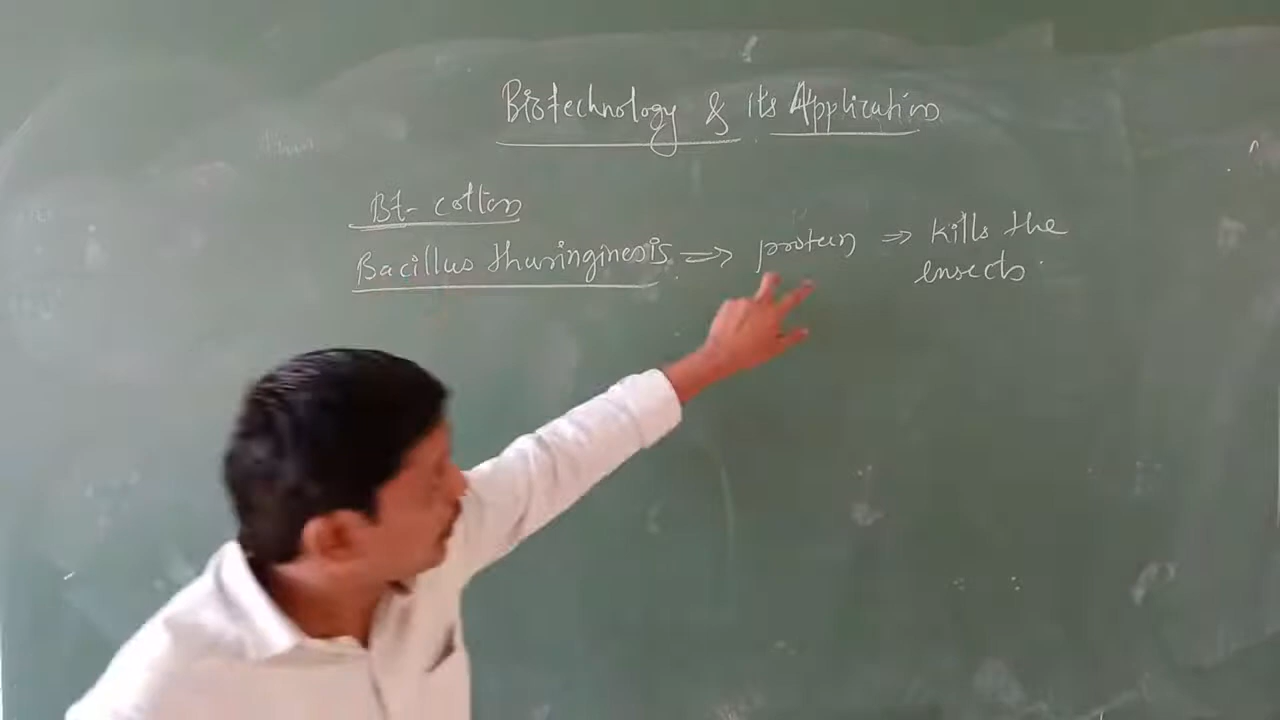 Biotechnology & its Application
Bt- cotton
Bacillus thuringinesis => protein => kills the
insects.